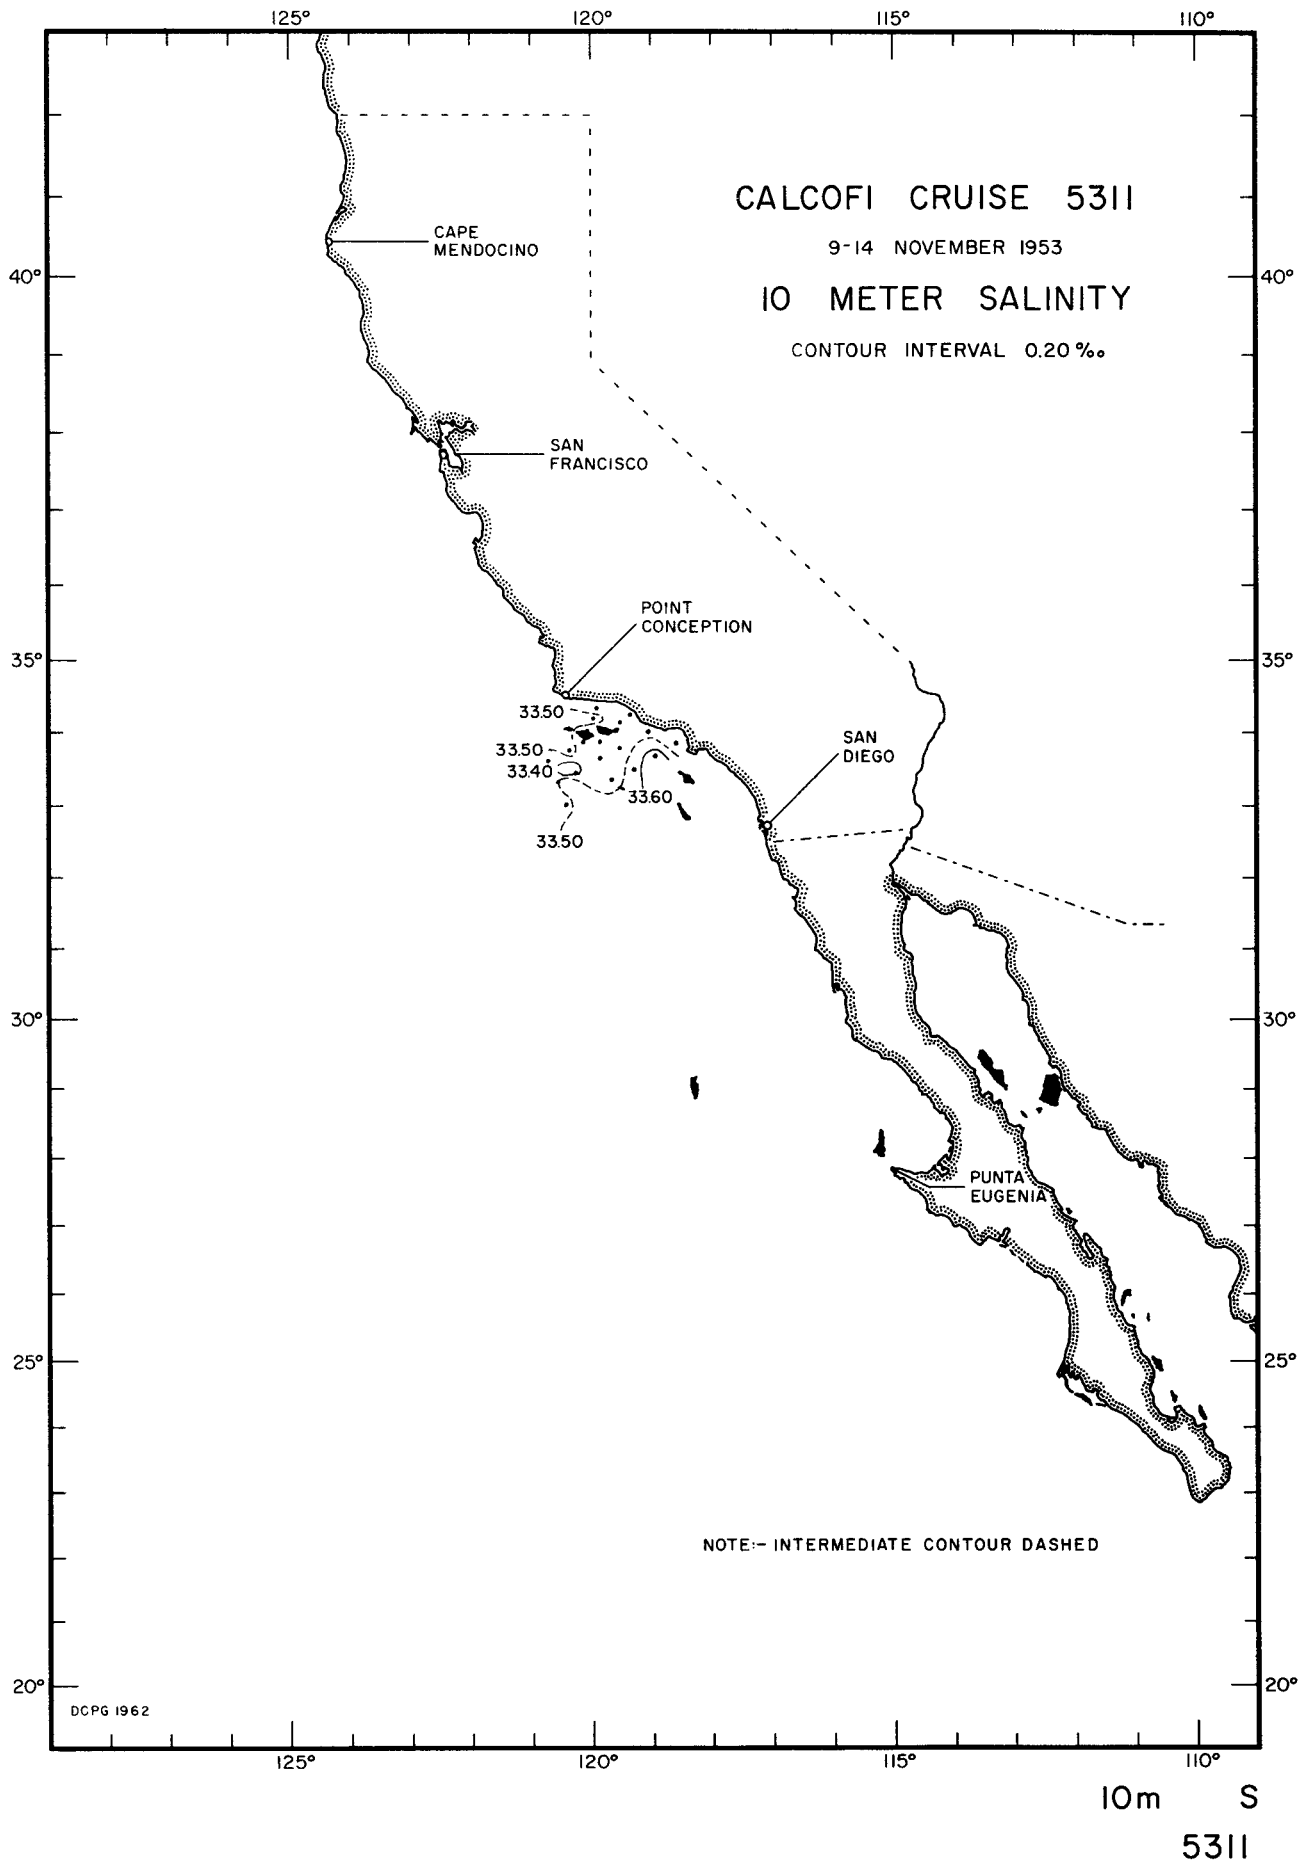 125° 120° 115° 110°
CALCOFI CRUISE 5311
9-14 NOVEMBER 1953
10 METER SALINITY
CONTOUR INTERVAL 0.20 ‰
CAPE
MENDOCINO
40° 40°
SAN
FRANCISCO
POINT
CONCEPTION
35° 35°
33.50
SAN
DIEGO
33.50
33.40
33.60
33.50
30° 30°
PUNTA
EUGENIA
25° 25°
NOTE:- INTERMEDIATE CONTOUR DASHED
20° 20°
DCPG 1962
125° 120° 115° 110°
10m S
5311